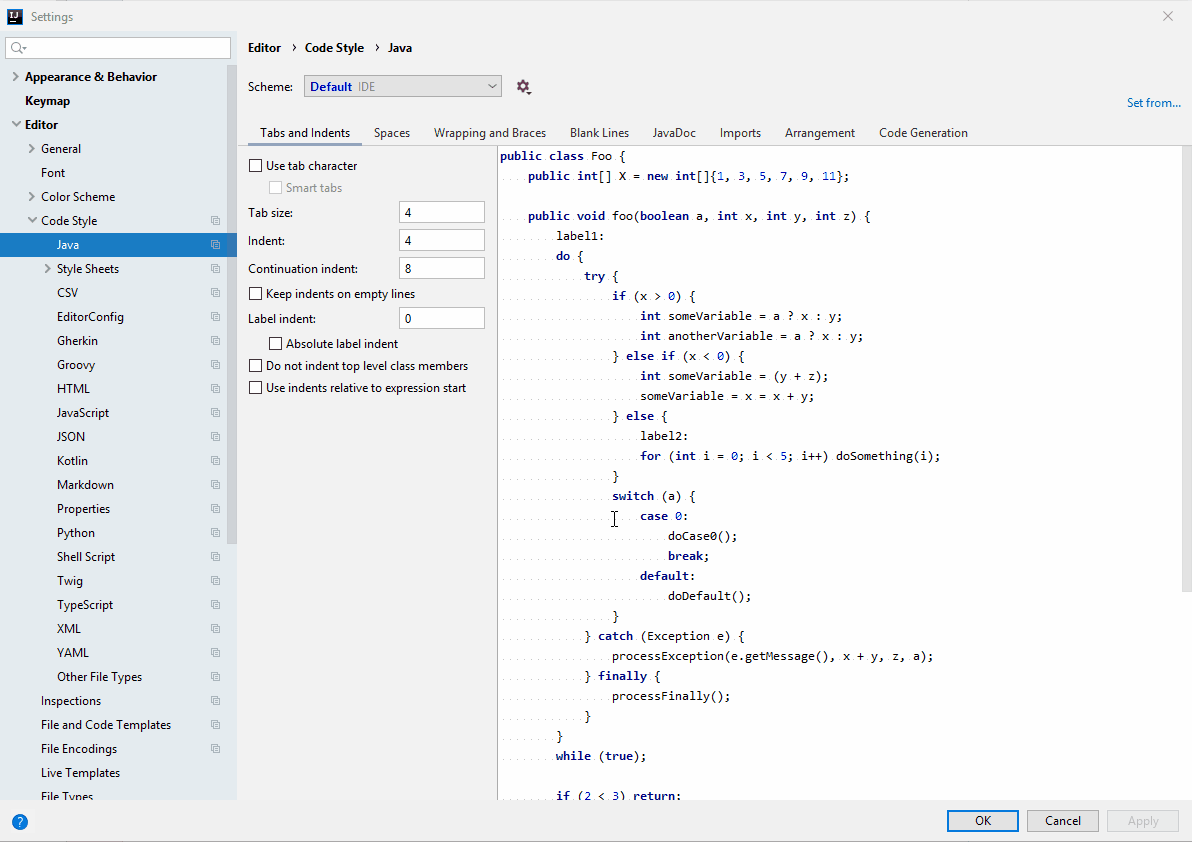 IJ
Settings
Editor › Code Style › Java
Scheme: Default IDE
Set from...
Appearance & Behavior
Keymap
Editor
General
Font
Color Scheme
Code Style
Java
Style Sheets
CSV
EditorConfig
Gherkin
Groovy
HTML
JavaScript
JSON
Kotlin
Markdown
Properties
Python
Shell Script
Twig
TypeScript
XML
YAML
Other File Types
Inspections
File and Code Templates
File Encodings
Live Templates
File Types
Tabs and Indents Spaces Wrapping and Braces Blank Lines JavaDoc Imports Arrangement Code Generation
Use tab character
Smart tabs
Tab size: 4
Indent: 4
Continuation indent: 8
Keep indents on empty lines
Label indent: 0
Absolute label indent
Do not indent top level class members
Use indents relative to expression start
public class Foo {
public int[] X = new int[]{1, 3, 5, 7, 9, 11};
public void foo(boolean a, int x, int y, int z) {
label1:
do {
try {
if (x > 0) {
int someVariable = a ? x : y;
int anotherVariable = a ? x : y;
} else if (x < 0) {
int someVariable = (y + z);
someVariable = x = x + y;
} else {
label2:
for (int i = 0; i < 5; i++) doSomething(i);
}
switch (a) {
case 0:
doCase0();
break;
default:
doDefault();
}
} catch (Exception e) {
processException(e.getMessage(), x + y, z, a);
} finally {
processFinally();
}
}
while (true);
if (2 < 3) return;
?
OK Cancel Apply